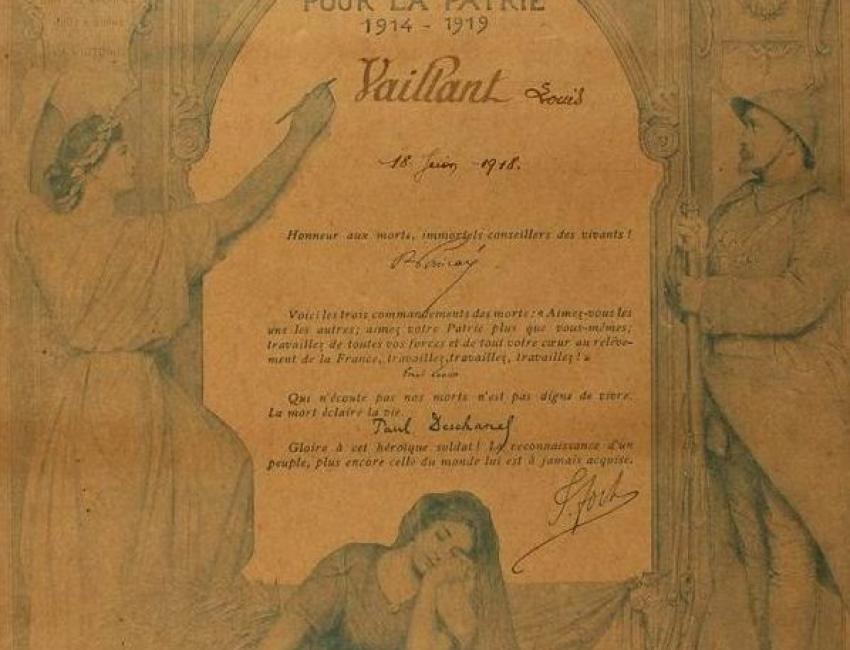 POUR LA PATRIE
1914 - 1919
Vaillant Louis
18 Juin 1918.
Honneur aux morts, immortels conseillers des vivants !
R Poincaré
Voici les trois commandements des morts : « Aimez-vous les
uns les autres ; aimez votre Patrie plus que vous-mêmes ;
travaillez de toutes vos forces et de tout votre cœur au relève-
ment de la France, travaillez, travaillez, travaillez ! »
Qui n'écoute pas nos morts n'est pas digne de vivre.
La mort éclaire la vie.
Paul Deschanel
Gloire à cet héroïque soldat ! La reconnaissance d'un
peuple, plus encore celle du monde lui est à jamais acquise.
F. Foch